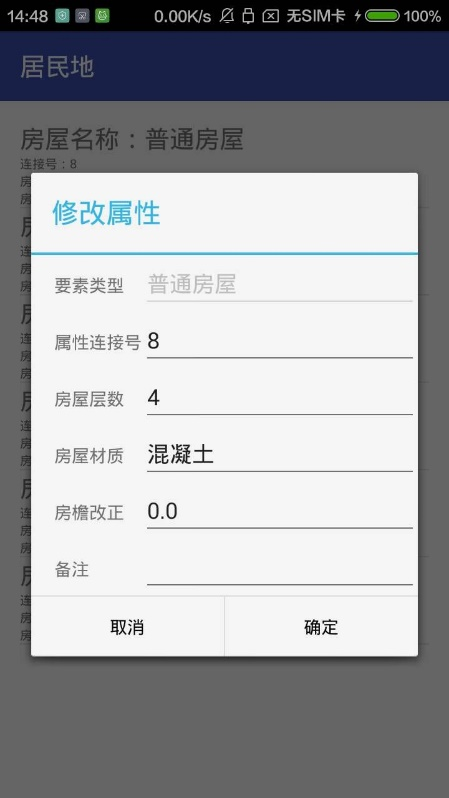 14:48 0.00K/s 无SIM卡 100%
居民地
房屋名称：普通房屋
连接号：8
修改属性
要素类型 普通房屋
属性连接号 8
房屋层数 4
房屋材质 混凝土
房檐改正 0.0
备注
取消 确定